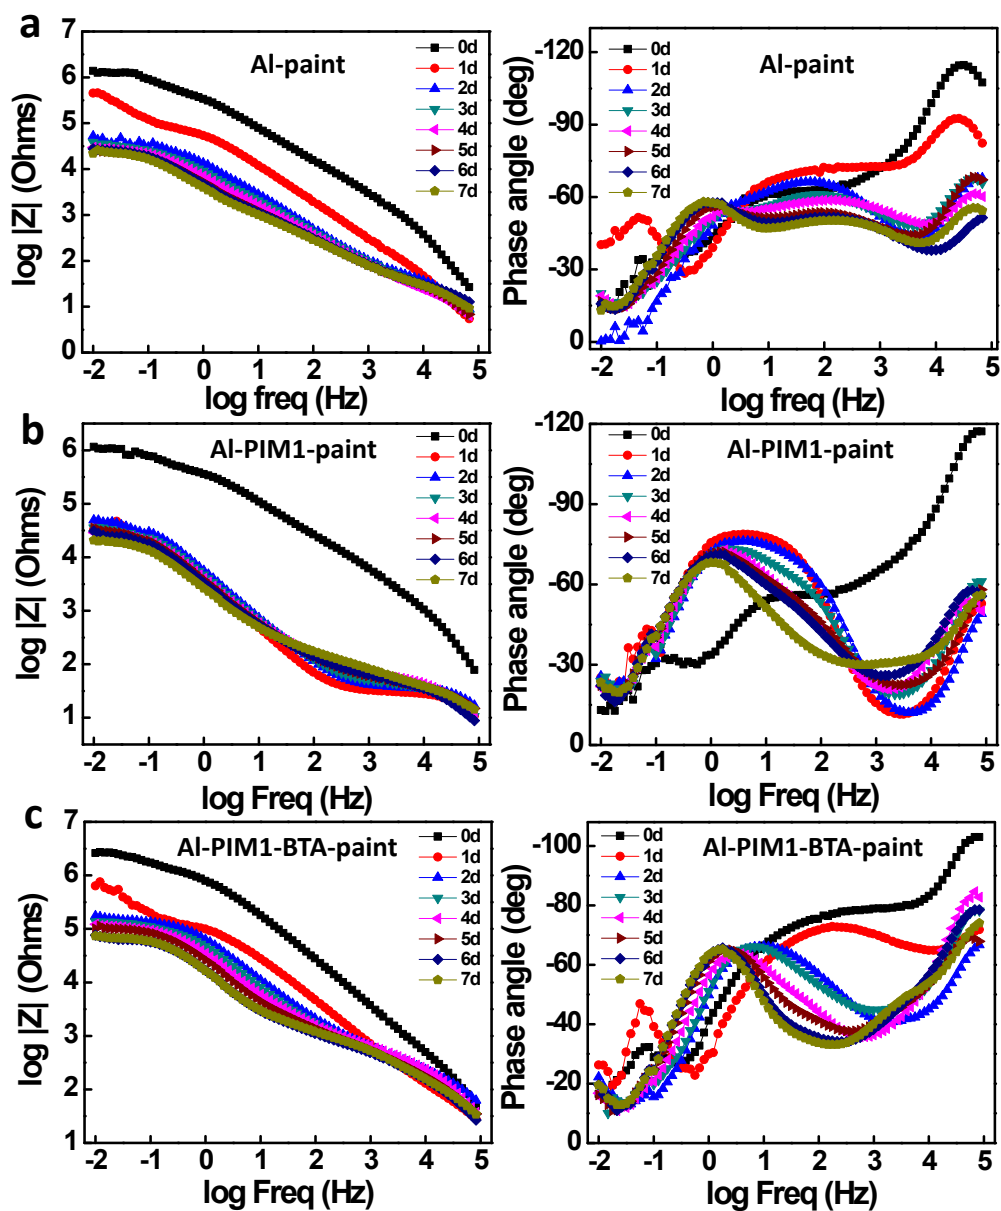 a
Al-paint
log |Z| (Ohms)
7
6
5
4
3
2
1
0
0d
1d
2d
3d
4d
5d
6d
7d
-2 -1 0 1 2 3 4 5
log freq (Hz)
Al-paint
Phase angle (deg)
-120
-90
-60
-30
0
0d
1d
2d
3d
4d
5d
6d
7d
-2 -1 0 1 2 3 4 5
log freq (Hz)
b
Al-PIM1-paint
log |Z| (Ohms)
6
5
4
3
2
1
0d
1d
2d
3d
4d
5d
6d
7d
-2 -1 0 1 2 3 4 5
log Freq (Hz)
Al-PIM1-paint
Phase angle (deg)
-120
-90
-60
-30
0
0d
1d
2d
3d
4d
5d
6d
7d
-2 -1 0 1 2 3 4 5
log Freq (Hz)
c
Al-PIM1-BTA-paint
log |Z| (Ohms)
7
6
5
4
3
2
1
0d
1d
2d
3d
4d
5d
6d
7d
-2 -1 0 1 2 3 4 5
log Freq (Hz)
Al-PIM1-BTA-paint
Phase angle (deg)
-100
-80
-60
-40
-20
0
0d
1d
2d
3d
4d
5d
6d
7d
-2 -1 0 1 2 3 4 5
log Freq (Hz)